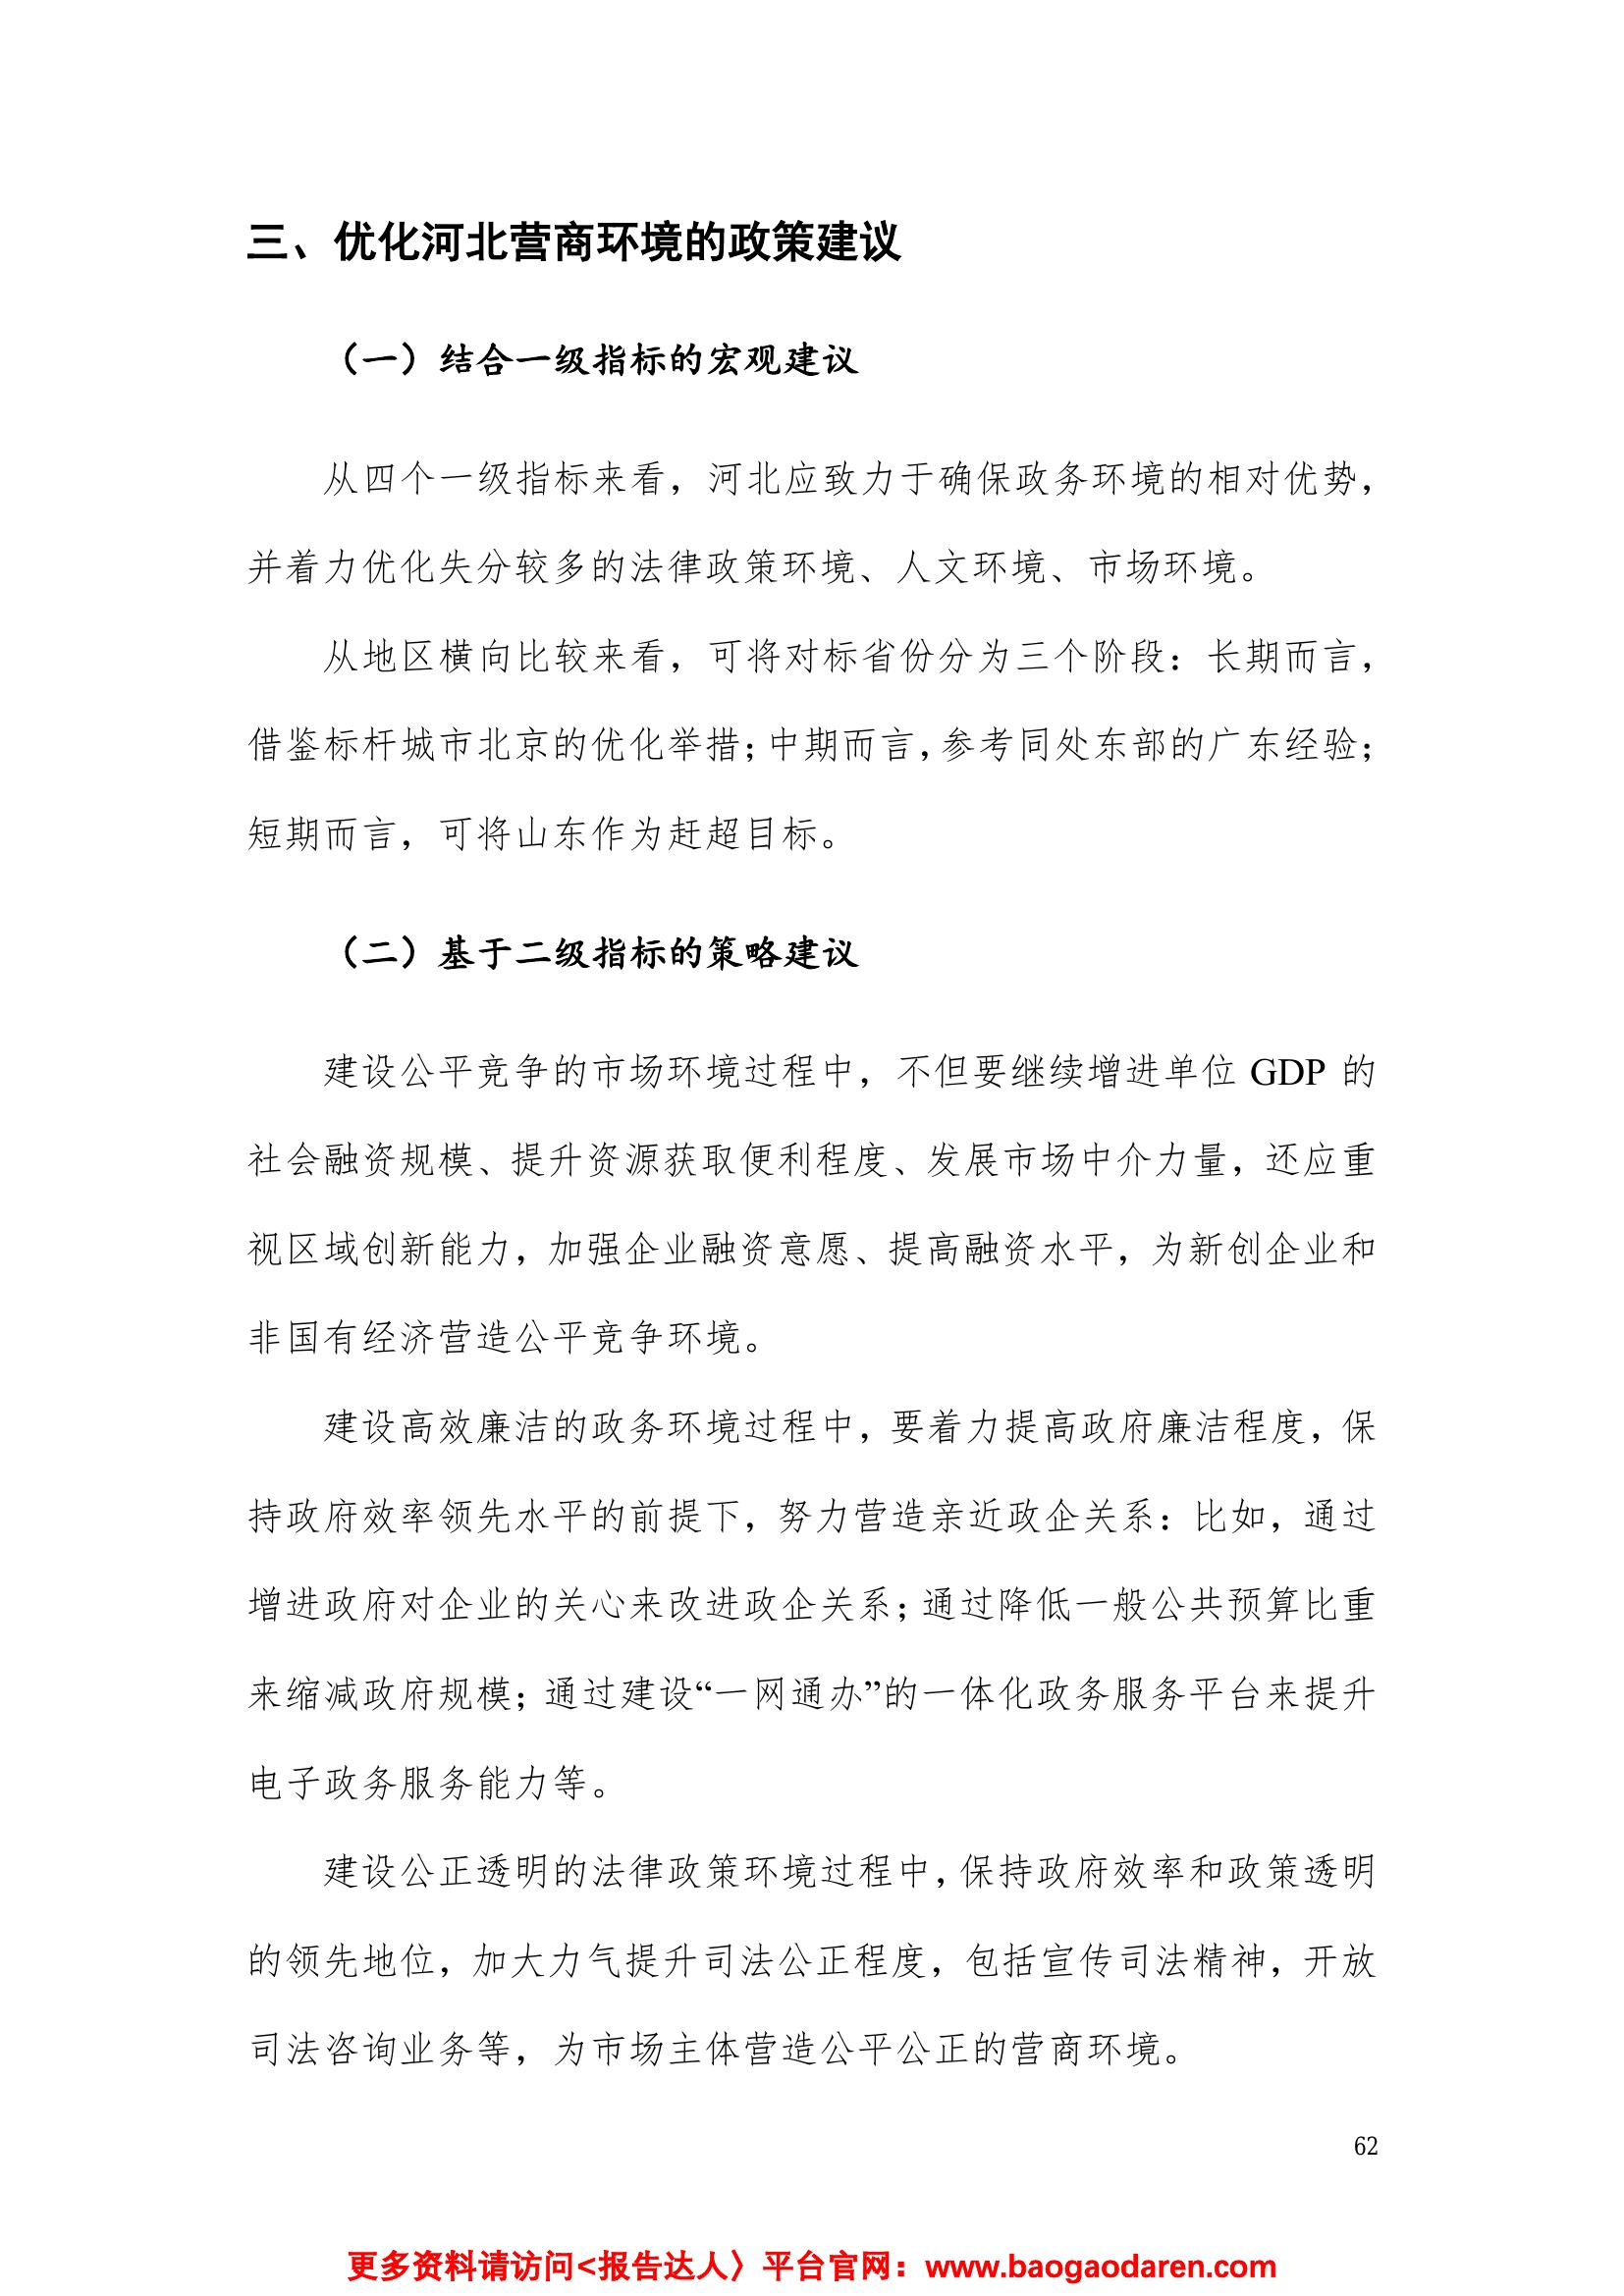 三、优化河北营商环境的政策建议
（一）结合一级指标的宏观建议
从四个一级指标来看，河北应致力于确保政务环境的相对优势，
并着力优化失分较多的法律政策环境、人文环境、市场环境。
从地区横向比较来看，可将对标省份分为三个阶段：长期而言，
借鉴标杆城市北京的优化举措；中期而言，参考同处东部的广东经验；
短期而言，可将山东作为赶超目标。
（二）基于二级指标的策略建议
建设公平竞争的市场环境过程中，不但要继续增进单位 GDP 的
社会融资规模、提升资源获取便利程度、发展市场中介力量，还应重
视区域创新能力，加强企业融资意愿、提高融资水平，为新创企业和
非国有经济营造公平竞争环境。
建设高效廉洁的政务环境过程中，要着力提高政府廉洁程度，保
持政府效率领先水平的前提下，努力营造亲近政企关系：比如，通过
增进政府对企业的关心来改进政企关系；通过降低一般公共预算比重
来缩减政府规模；通过建设“一网通办”的一体化政务服务平台来提升
电子政务服务能力等。
建设公正透明的法律政策环境过程中，保持政府效率和政策透明
的领先地位，加大力气提升司法公正程度，包括宣传司法精神，开放
司法咨询业务等，为市场主体营造公平公正的营商环境。
62
更多资料请访问<报告达人〉平台官网：www.baogaodaren.com